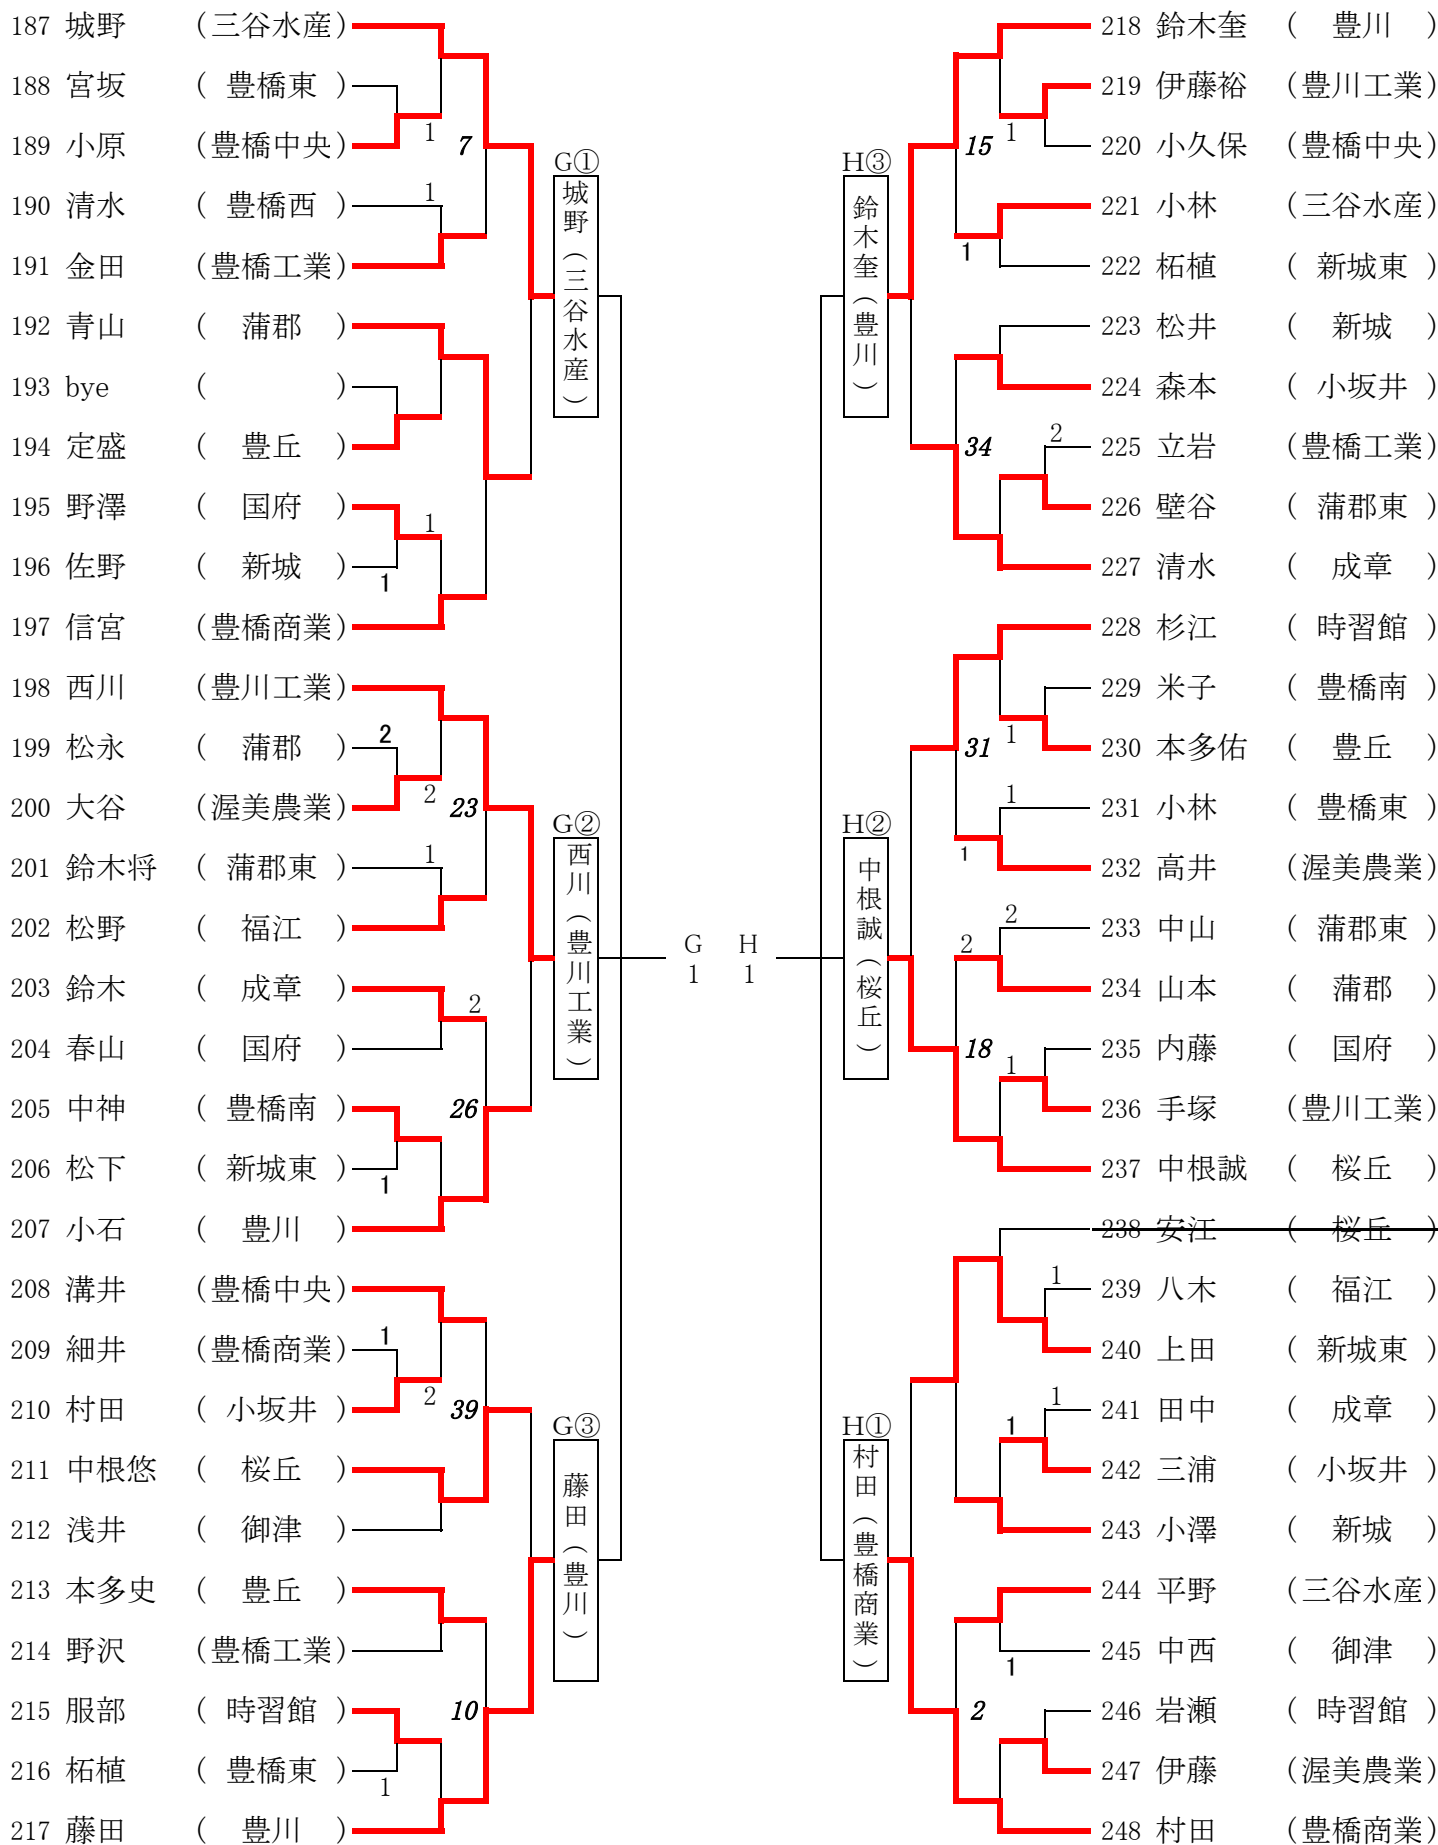 187 城野 (三谷水産)
188 宮坂 ( 豊橋東 )
1
189 小原 (豊橋中央)
7
190 清水 ( 豊橋西 )
1
191 金田 (豊橋工業)
192 青山 ( 蒲郡 )
193 bye ( )
194 定盛 ( 豊丘 )
195 野澤 ( 国府 )
1
196 佐野 ( 新城 )
1
197 信宮 (豊橋商業)
198 西川 (豊川工業)
199 松永 ( 蒲郡 )
2
200 大谷 (渥美農業)
2
23
201 鈴木将 ( 蒲郡東 )
1
202 松野 ( 福江 )
203 鈴木 ( 成章 )
2
204 春山 ( 国府 )
205 中神 ( 豊橋南 )
26
206 松下 ( 新城東 )
1
207 小石 ( 豊川 )
208 溝井 (豊橋中央)
209 細井 (豊橋商業)
1
210 村田 ( 小坂井 )
2
39
211 中根悠 ( 桜丘 )
212 浅井 ( 御津 )
213 本多史 ( 豊丘 )
214 野沢 (豊橋工業)
215 服部 ( 時習館 )
10
216 柘植 ( 豊橋東 )
1
217 藤田 ( 豊川 )
G①
城野(三谷水産)
G②
西川(豊川工業)
G③
藤田(豊川)
G
1
H
1
H③
鈴木奎(豊川)
H②
中根誠(桜丘)
H①
村田(豊橋商業)
218 鈴木奎 ( 豊川 )
219 伊藤裕 (豊川工業)
1
15
220 小久保 (豊橋中央)
221 小林 (三谷水産)
1
222 柘植 ( 新城東 )
223 松井 ( 新城 )
224 森本 ( 小坂井 )
34
2
225 立岩 (豊橋工業)
226 壁谷 ( 蒲郡東 )
227 清水 ( 成章 )
228 杉江 ( 時習館 )
229 米子 ( 豊橋南 )
1
31
230 本多佑 ( 豊丘 )
1
231 小林 ( 豊橋東 )
1
232 高井 (渥美農業)
2
233 中山 ( 蒲郡東 )
2
234 山本 ( 蒲郡 )
18
235 内藤 ( 国府 )
1
236 手塚 (豊川工業)
237 中根誠 ( 桜丘 )
238 安江 ( 桜丘 )
1
239 八木 ( 福江 )
240 上田 ( 新城東 )
1
241 田中 ( 成章 )
1
242 三浦 ( 小坂井 )
243 小澤 ( 新城 )
244 平野 (三谷水産)
245 中西 ( 御津 )
1
2
246 岩瀬 ( 時習館 )
247 伊藤 (渥美農業)
248 村田 (豊橋商業)